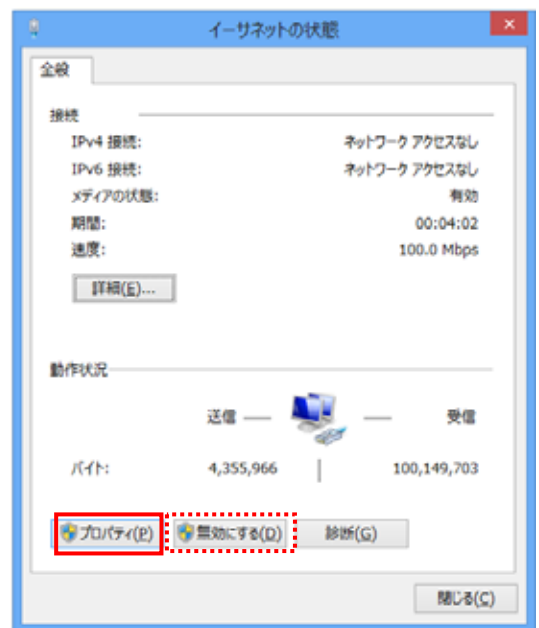 イーサネットの状態
全般
接続
IPv4 接続: ネットワーク アクセスなし
IPv6 接続: ネットワーク アクセスなし
メディアの状態: 有効
期間: 00:04:02
速度: 100.0 Mbps
詳細(E)...
動作状況
送信 — — 受信
バイト: 4,355,966 | 100,149,703
プロパティ(P) 無効にする(D) 診断(G)
閉じる(C)